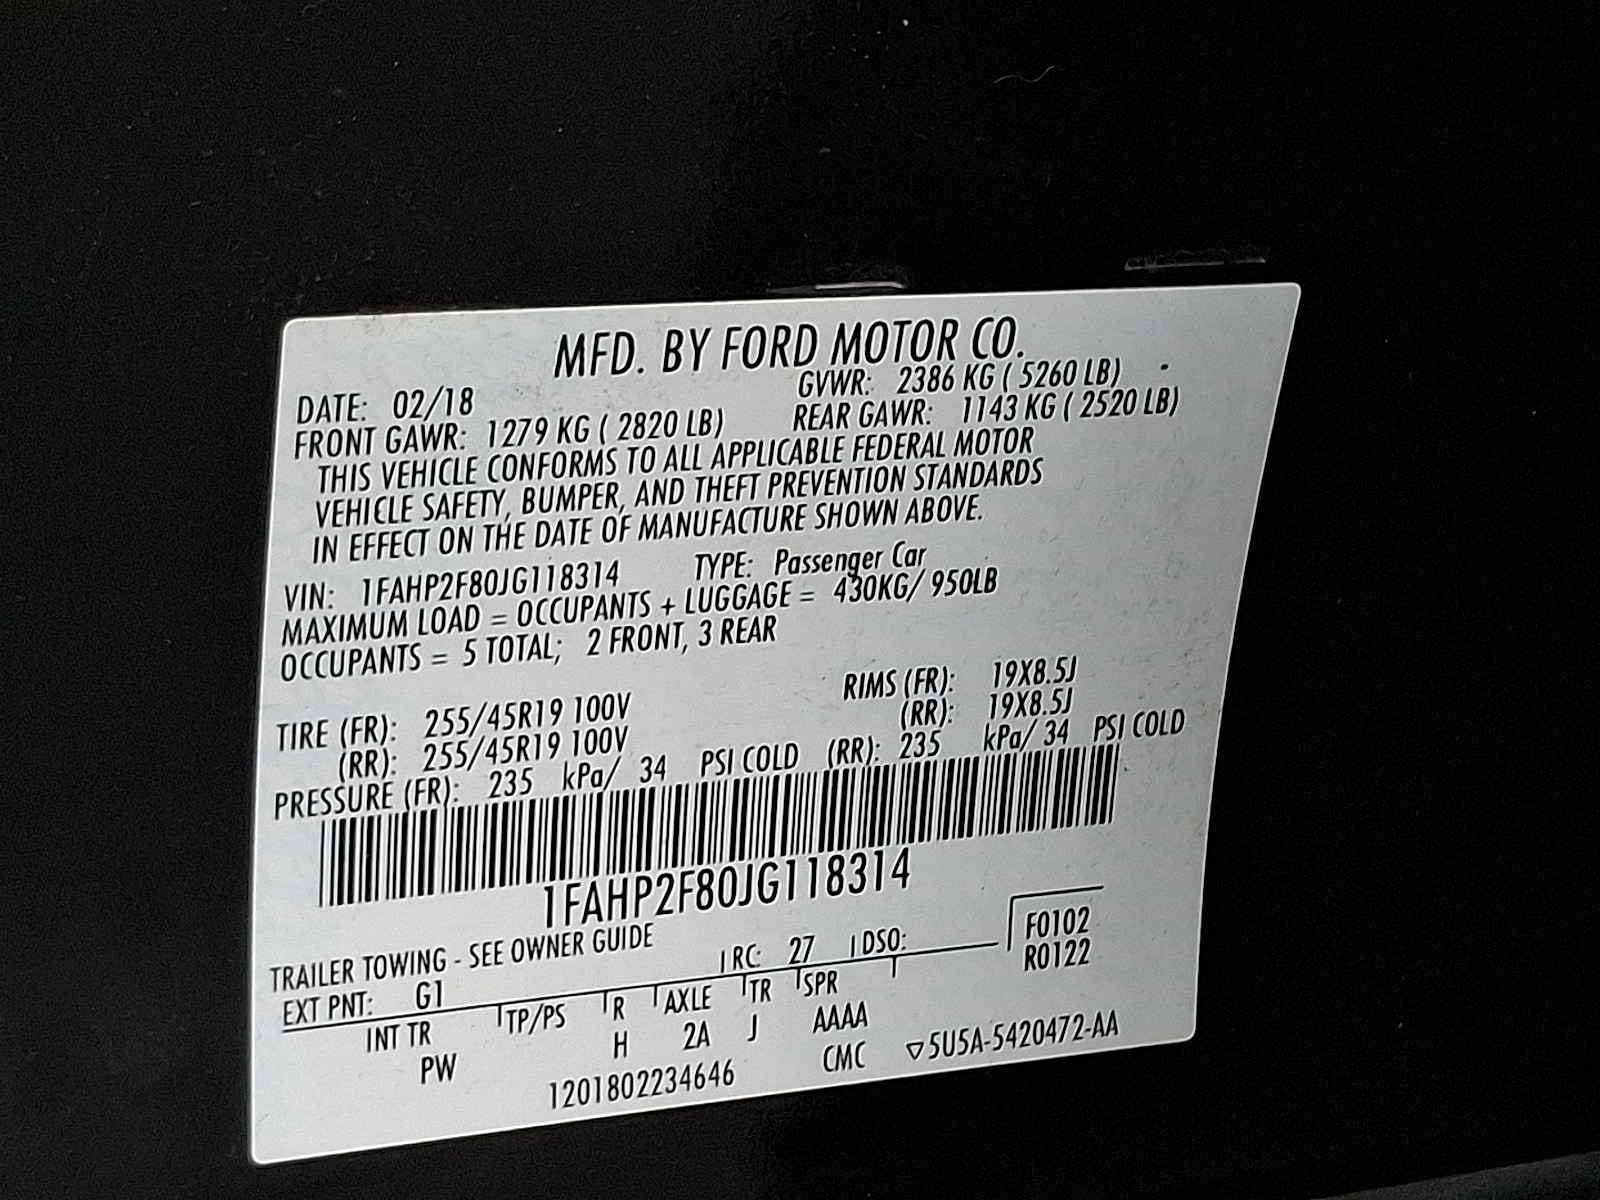 MFD. BY FORD MOTOR CO.
DATE: 02/18 GVWR: 2386 KG ( 5260 LB)
FRONT GAWR: 1279 KG ( 2820 LB) REAR GAWR: 1143 KG ( 2520 LB)
THIS VEHICLE CONFORMS TO ALL APPLICABLE FEDERAL MOTOR
VEHICLE SAFETY, BUMPER, AND THEFT PREVENTION STANDARDS
IN EFFECT ON THE DATE OF MANUFACTURE SHOWN ABOVE.
VIN: 1FAHP2F80JG118314 TYPE: Passenger Car
MAXIMUM LOAD = OCCUPANTS + LUGGAGE = 430KG/ 950LB
OCCUPANTS = 5 TOTAL; 2 FRONT, 3 REAR
TIRE (FR): 255/45R19 100V RIMS (FR): 19X8.5J
(RR): 255/45R19 100V (RR): 19X8.5J
PRESSURE (FR): 235 kPa/ 34 PSI COLD (RR): 235 kPa/ 34 PSI COLD
1FAHP2F80JG118314
TRAILER TOWING - SEE OWNER GUIDE
EXT PNT: G1 RC: 27 DSO: F0102
R0122
INT TR TP/PS R AXLE TR SPR
PW H 2A J AAAA
1201802234646 CMC ▽5U5A-5420472-AA